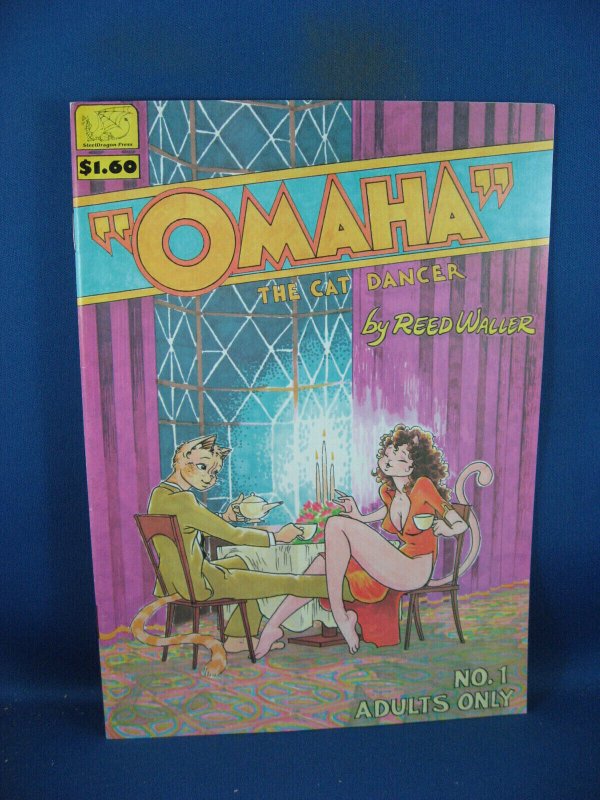 SteelDragon Press
$1.60
"OMAHA"
THE CAT DANCER
by REED WALLER
NO. 1
ADULTS ONLY